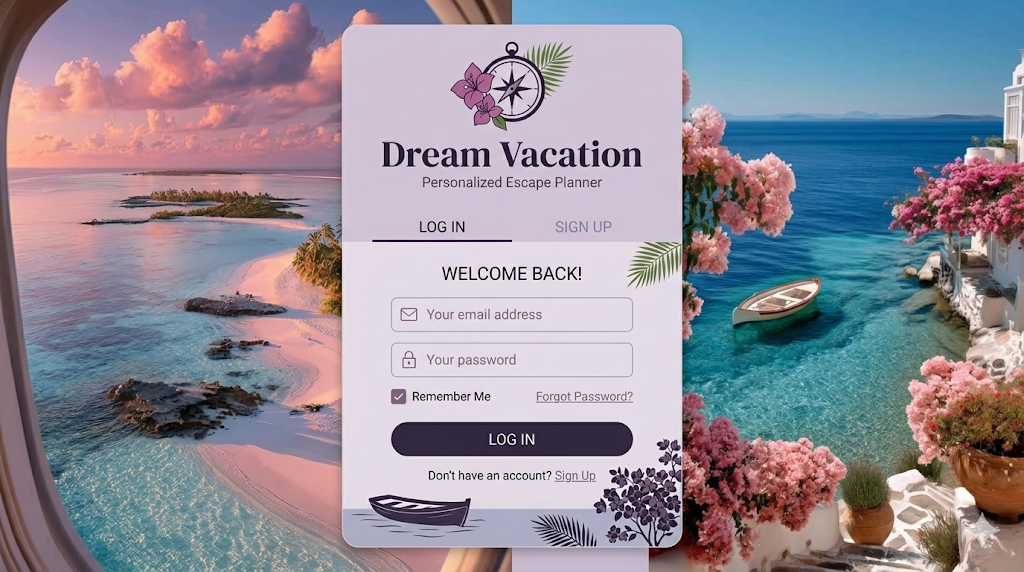 Dream Vacation
Personalized Escape Planner
LOG IN SIGN UP
WELCOME BACK!
Your email address
Your password
Remember Me Forgot Password?
LOG IN
Don't have an account? Sign Up